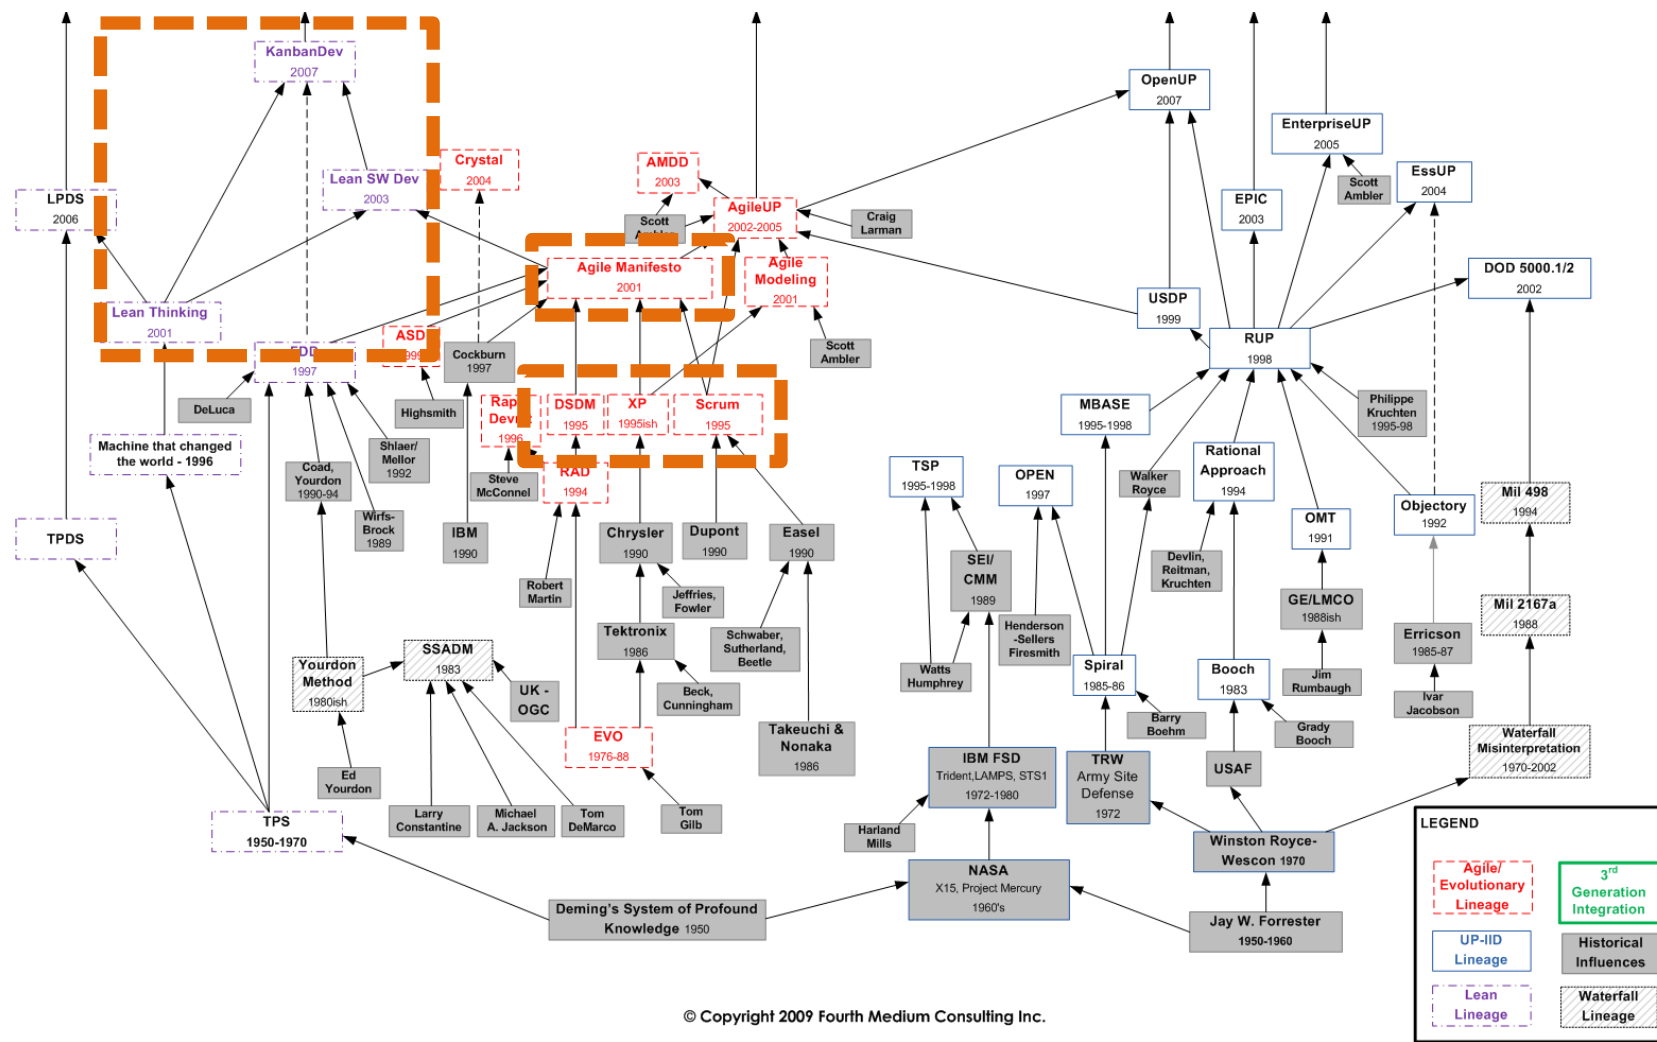 KanbanDev
2007
OpenUP
2007
EnterpriseUP
2005
Crystal
2004
AMDD
2003
Scott
Ambler
EssUP
2004
Lean SW Dev
2003
LPDS
2006
Scott
Ambler
AgileUP
2002-2005
Craig
Larman
EPIC
2003
Agile Manifesto
2001
Agile
Modeling
2001
DOD 5000.1/2
2002
Lean Thinking
2001
USDP
1999
ASD
1999
Cockburn
1997
Scott
Ambler
RUP
1998
FDD
1997
DeLuca
Highsmith
Rapid
Devmt
1996
DSDM
1995
XP
1995ish
Scrum
1995
MBASE
1995-1998
Philippe
Kruchten
1995-98
Machine that changed
the world - 1996
Shlaer/
Mellor
1992
Coad,
Yourdon
1990-94
Steve
McConnel
RAD
1994
TSP
1995-1998
OPEN
1997
Walker
Royce
Rational
Approach
1994
Mil 498
1994
Wirfs-
Brock
1989
IBM
1990
Chrysler
1990
Dupont
1990
Easel
1990
OMT
1991
Objectory
1992
TPDS
Robert
Martin
Jeffries,
Fowler
SEI/
CMM
1989
Devlin,
Reitman,
Kruchten
GE/LMCO
1988ish
Mil 2167a
1988
Tektronix
1986
Schwaber,
Sutherland,
Beetle
Henderson
-Sellers
Firesmith
Erricson
1985-87
SSADM
1983
Yourdon
Method
1980ish
UK -
OGC
Beck,
Cunningham
Watts
Humphrey
Spiral
1985-86
Booch
1983
Jim
Rumbaugh
Ivar
Jacobson
EVO
1976-88
Takeuchi &
Nonaka
1986
Barry
Boehm
Grady
Booch
Waterfall
Misinterpretation
1970-2002
Ed
Yourdon
IBM FSD
Trident,LAMPS, STS1
1972-1980
TRW
Army Site
Defense
1972
USAF
TPS
1950-1970
Larry
Constantine
Michael
A. Jackson
Tom
DeMarco
Tom
Gilb
Harland
Mills
Winston Royce-
Wescon 1970
NASA
X15, Project Mercury
1960's
Deming's System of Profound
Knowledge 1950
Jay W. Forrester
1950-1960
LEGEND
Agile/
Evolutionary
Lineage
3rd
Generation
Integration
UP-IID
Lineage
Historical
Influences
Lean
Lineage
Waterfall
Lineage
© Copyright 2009 Fourth Medium Consulting Inc.